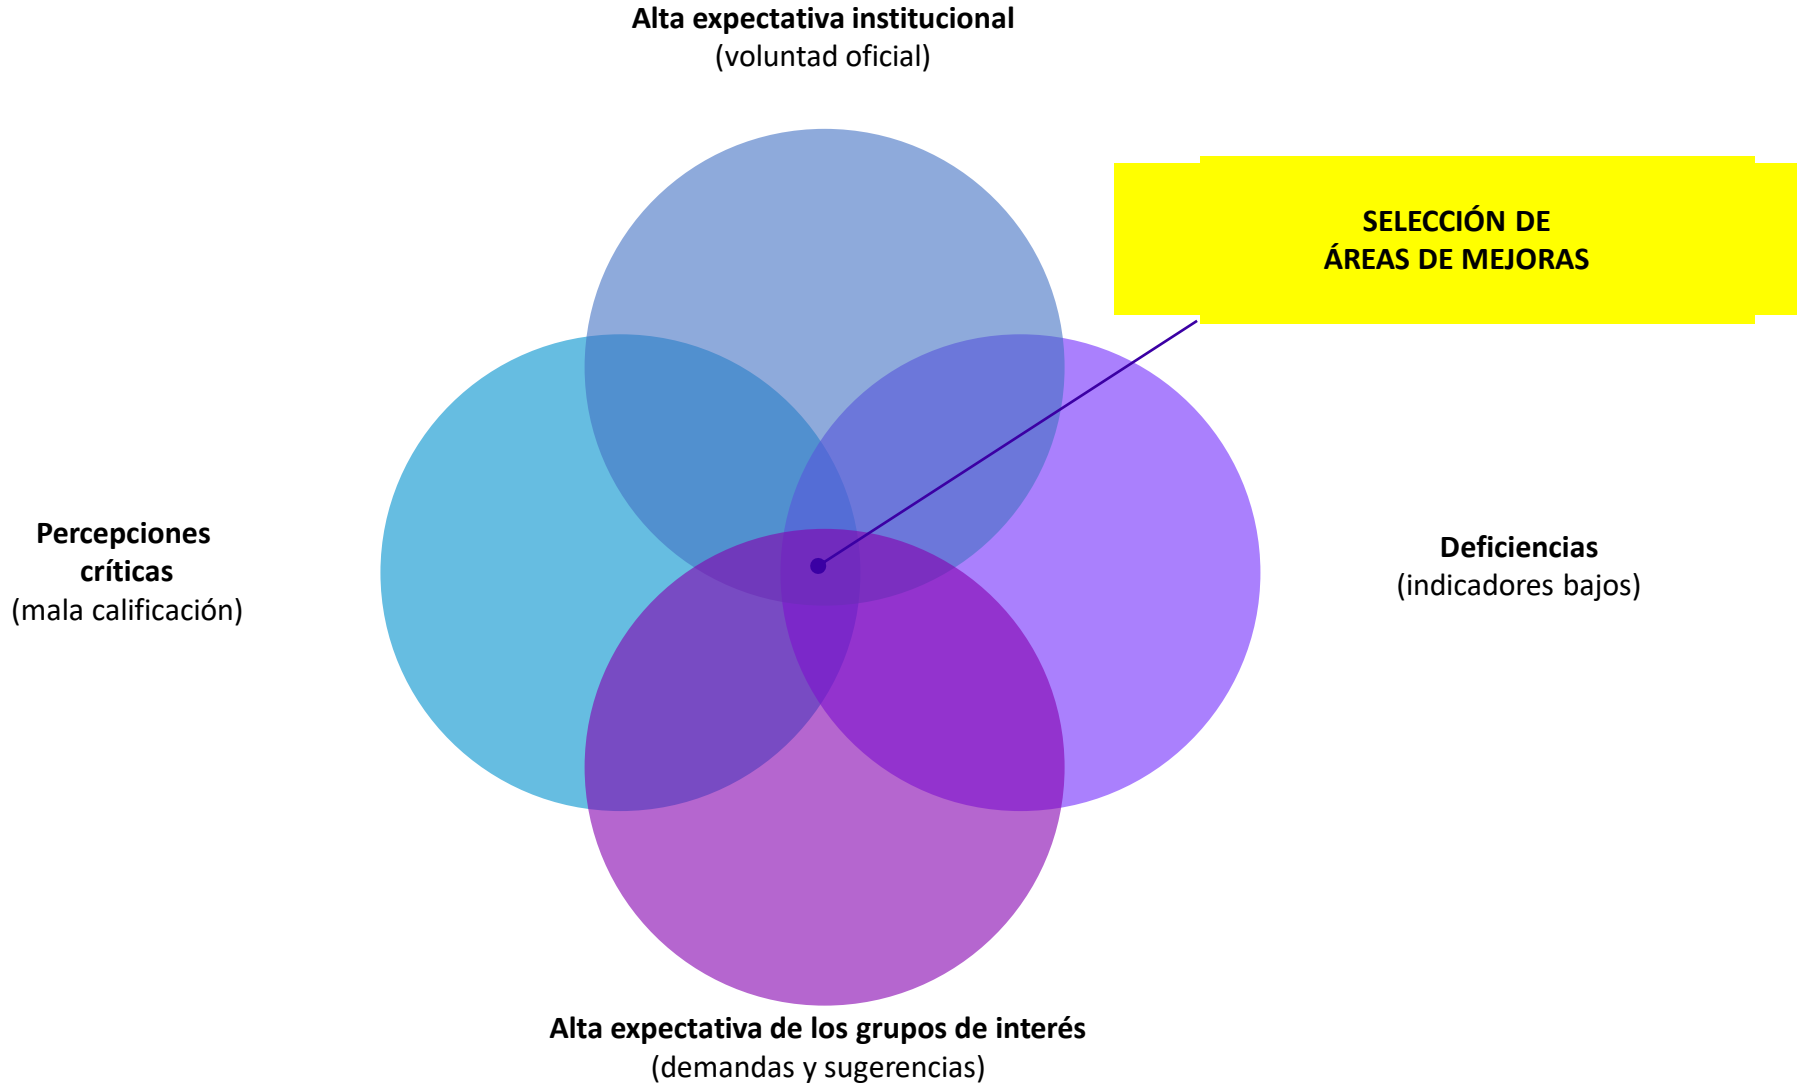 Alta expectativa institucional
(voluntad oficial)
SELECCIÓN DE
ÁREAS DE MEJORAS
Percepciones
críticas
(mala calificación)
Deficiencias
(indicadores bajos)
Alta expectativa de los grupos de interés
(demandas y sugerencias)